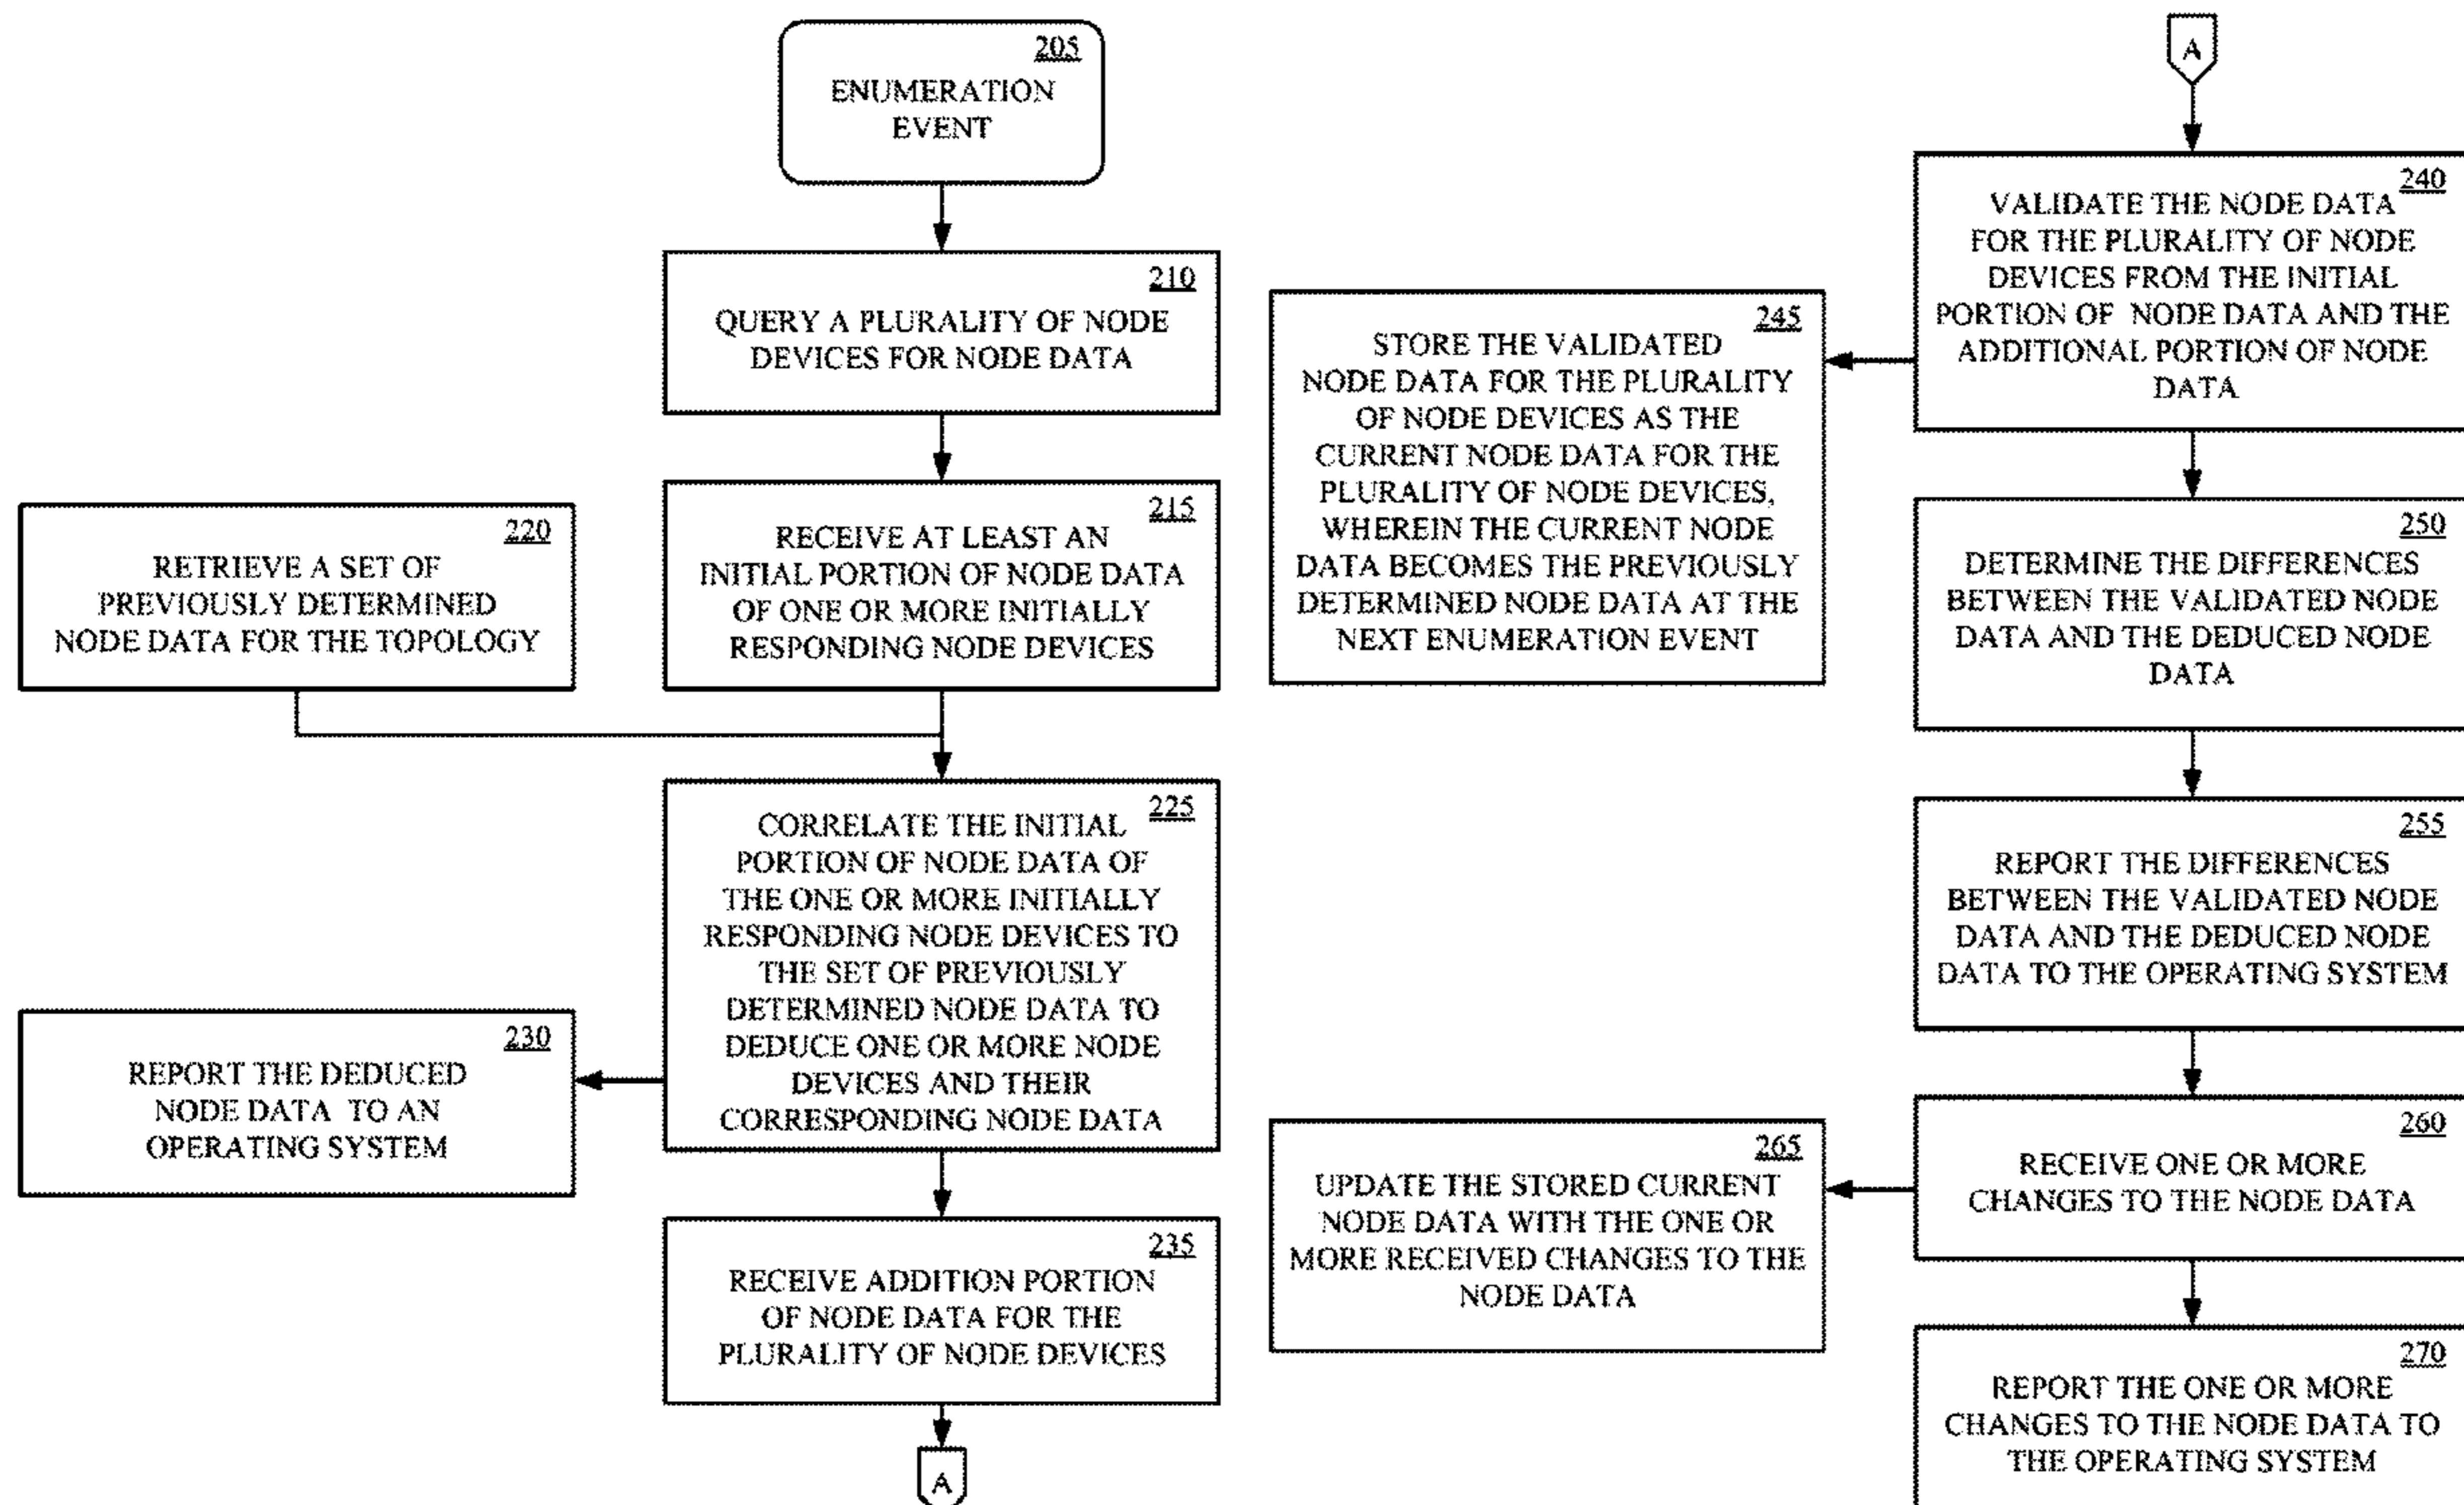 205
ENUMERATION
EVENT
210
QUERY A PLURALITY OF NODE
DEVICES FOR NODE DATA
215
RECEIVE AT LEAST AN
INITIAL PORTION OF NODE DATA
OF ONE OR MORE INITIALLY
RESPONDING NODE DEVICES
220
RETRIEVE A SET OF
PREVIOUSLY DETERMINED
NODE DATA FOR THE TOPOLOGY
225
CORRELATE THE INITIAL
PORTION OF NODE DATA OF
THE ONE OR MORE INITIALLY
RESPONDING NODE DEVICES TO
THE SET OF PREVIOUSLY
DETERMINED NODE DATA TO
DEDUCE ONE OR MORE NODE
DEVICES AND THEIR
CORRESPONDING NODE DATA
230
REPORT THE DEDUCED
NODE DATA TO AN
OPERATING SYSTEM
235
RECEIVE ADDITION PORTION
OF NODE DATA FOR THE
PLURALITY OF NODE DEVICES
A
A
240
VALIDATE THE NODE DATA
FOR THE PLURALITY OF NODE
DEVICES FROM THE INITIAL
PORTION OF NODE DATA AND THE
ADDITIONAL PORTION OF NODE
DATA
245
STORE THE VALIDATED
NODE DATA FOR THE PLURALITY
OF NODE DEVICES AS THE
CURRENT NODE DATA FOR THE
PLURALITY OF NODE DEVICES,
WHEREIN THE CURRENT NODE
DATA BECOMES THE PREVIOUSLY
DETERMINED NODE DATA AT THE
NEXT ENUMERATION EVENT
250
DETERMINE THE DIFFERENCES
BETWEEN THE VALIDATED NODE
DATA AND THE DEDUCED NODE
DATA
255
REPORT THE DIFFERENCES
BETWEEN THE VALIDATED NODE
DATA AND THE DEDUCED NODE
DATA TO THE OPERATING SYSTEM
260
RECEIVE ONE OR MORE
CHANGES TO THE NODE DATA
265
UPDATE THE STORED CURRENT
NODE DATA WITH THE ONE OR
MORE RECEIVED CHANGES TO THE
NODE DATA
270
REPORT THE ONE OR MORE
CHANGES TO THE NODE DATA TO
THE OPERATING SYSTEM